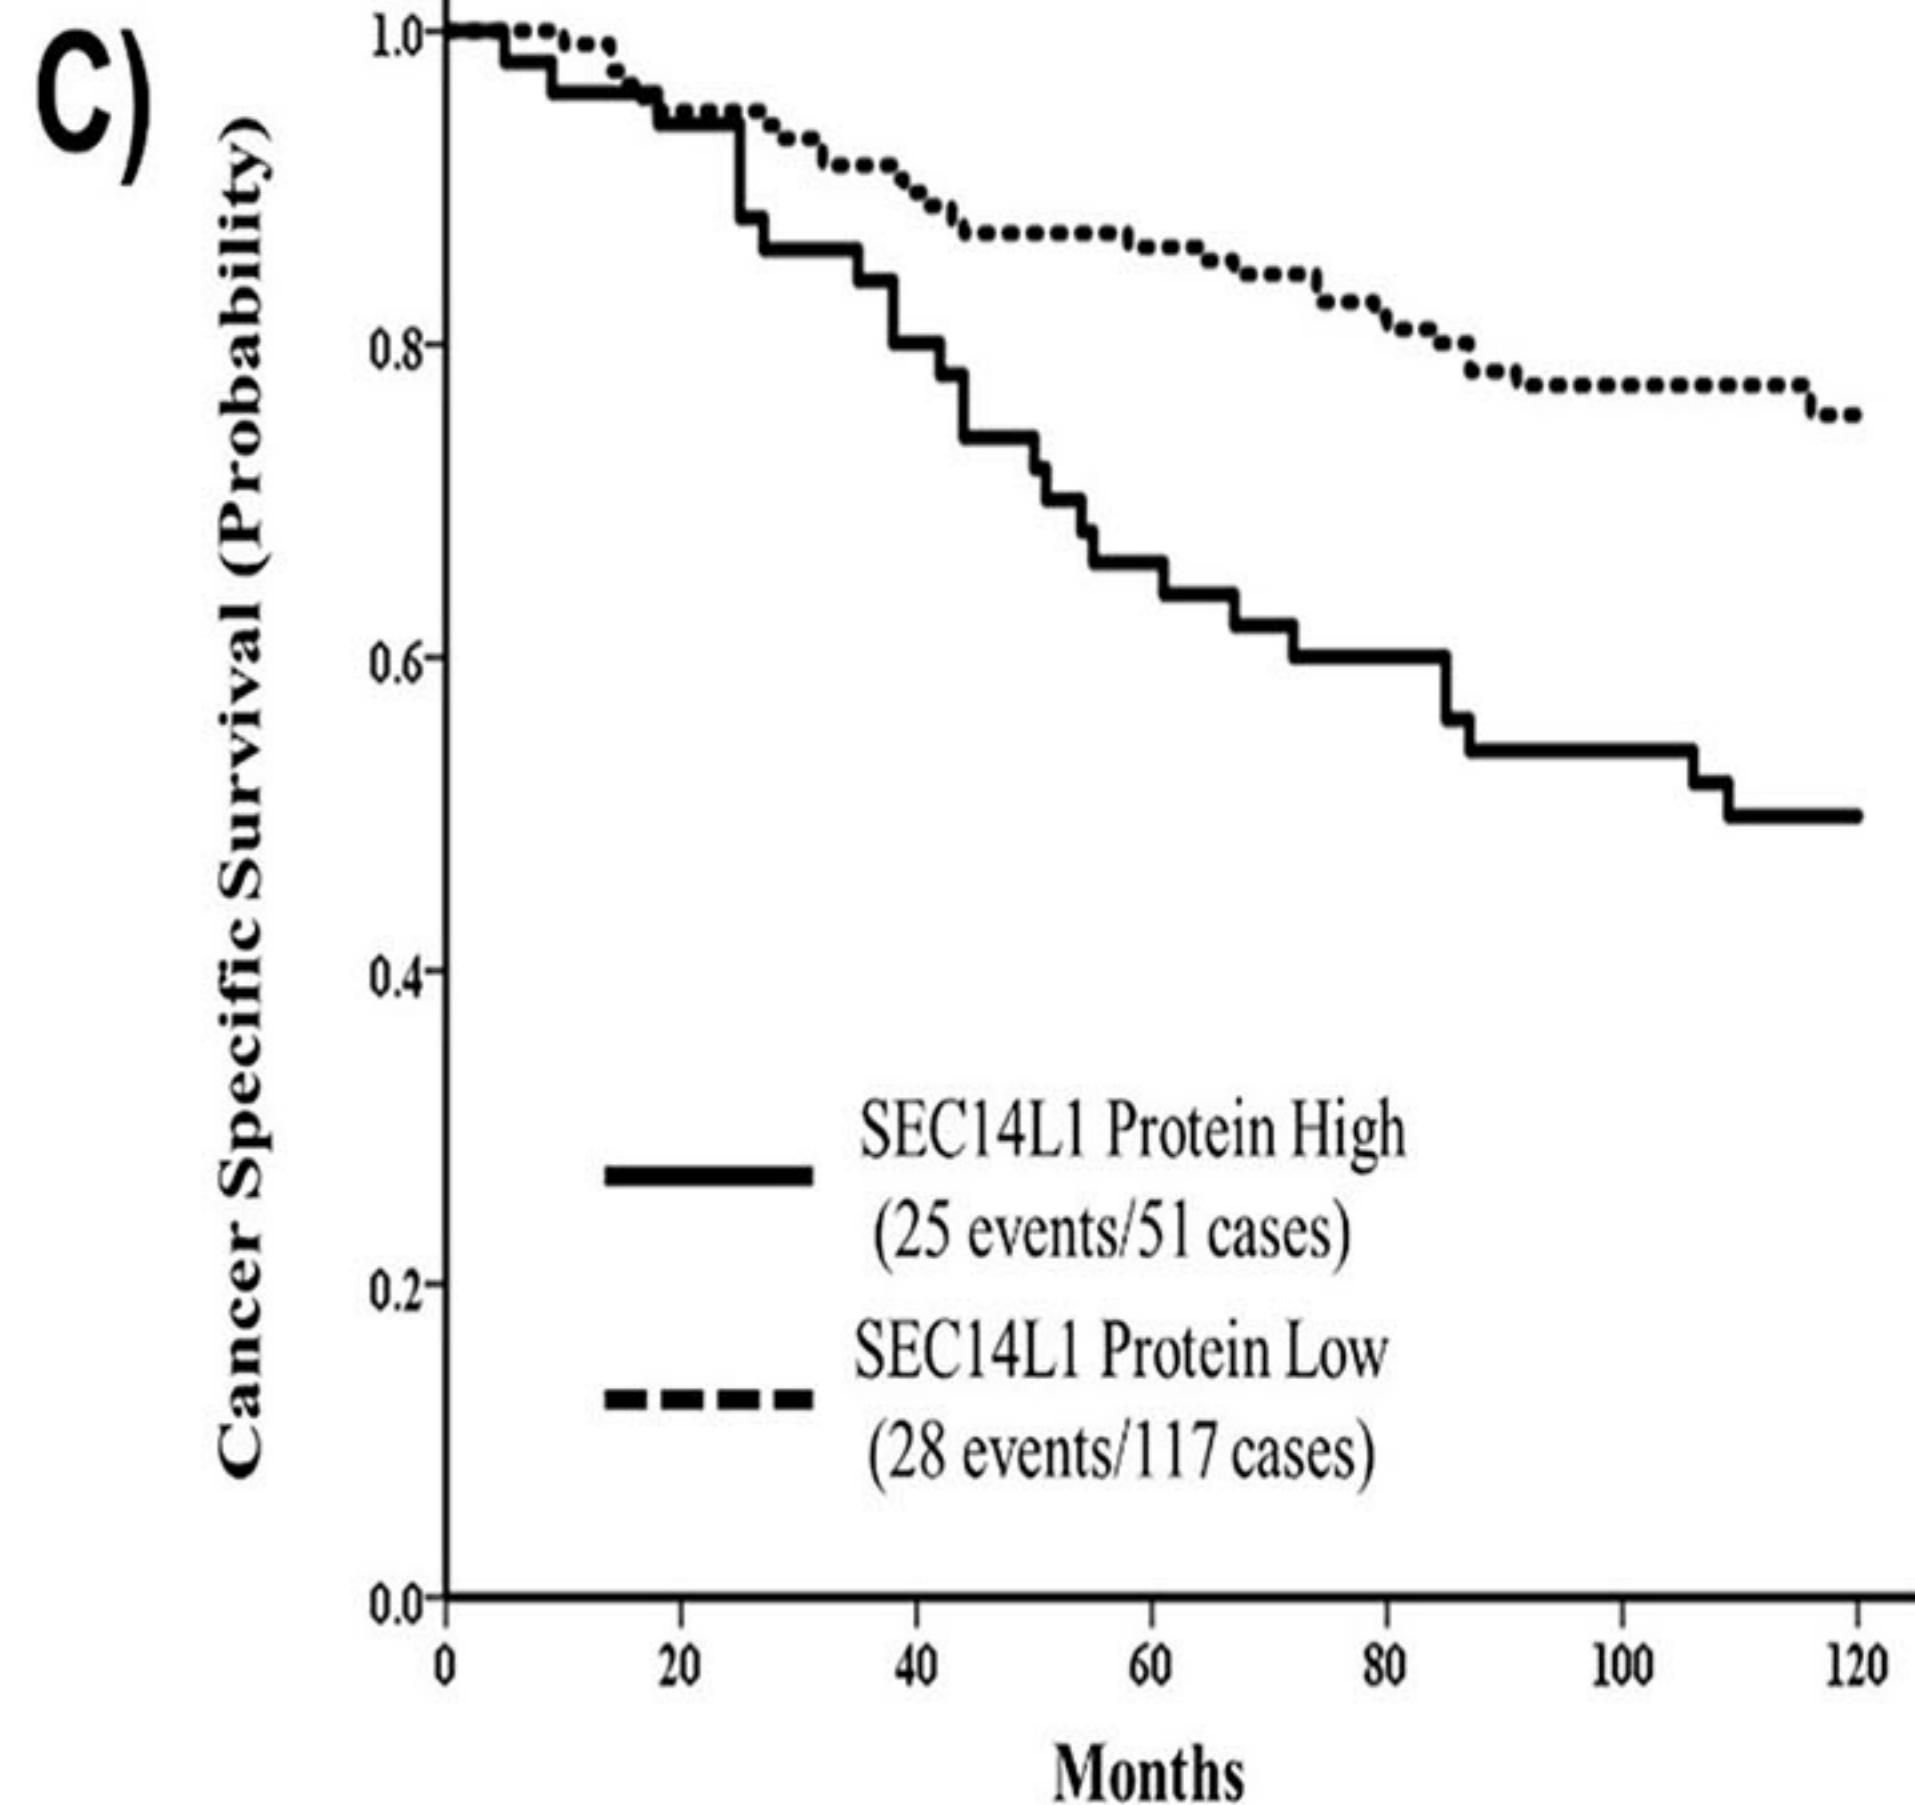 C)
Cancer Specific Survival (Probability)
1.0
0.8
0.6
0.4
0.2
0.0
SEC14L1 Protein High
(25 events/51 cases)
SEC14L1 Protein Low
(28 events/117 cases)
0 20 40 60 80 100 120
Months